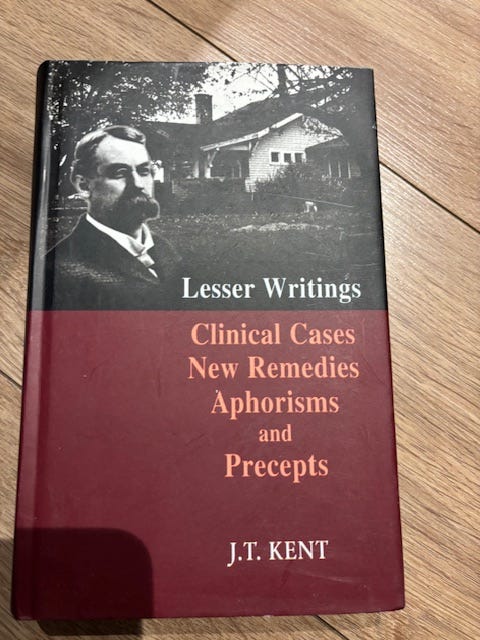 Lesser Writings
Clinical Cases
New Remedies
Aphorisms
and
Precepts
J.T. KENT